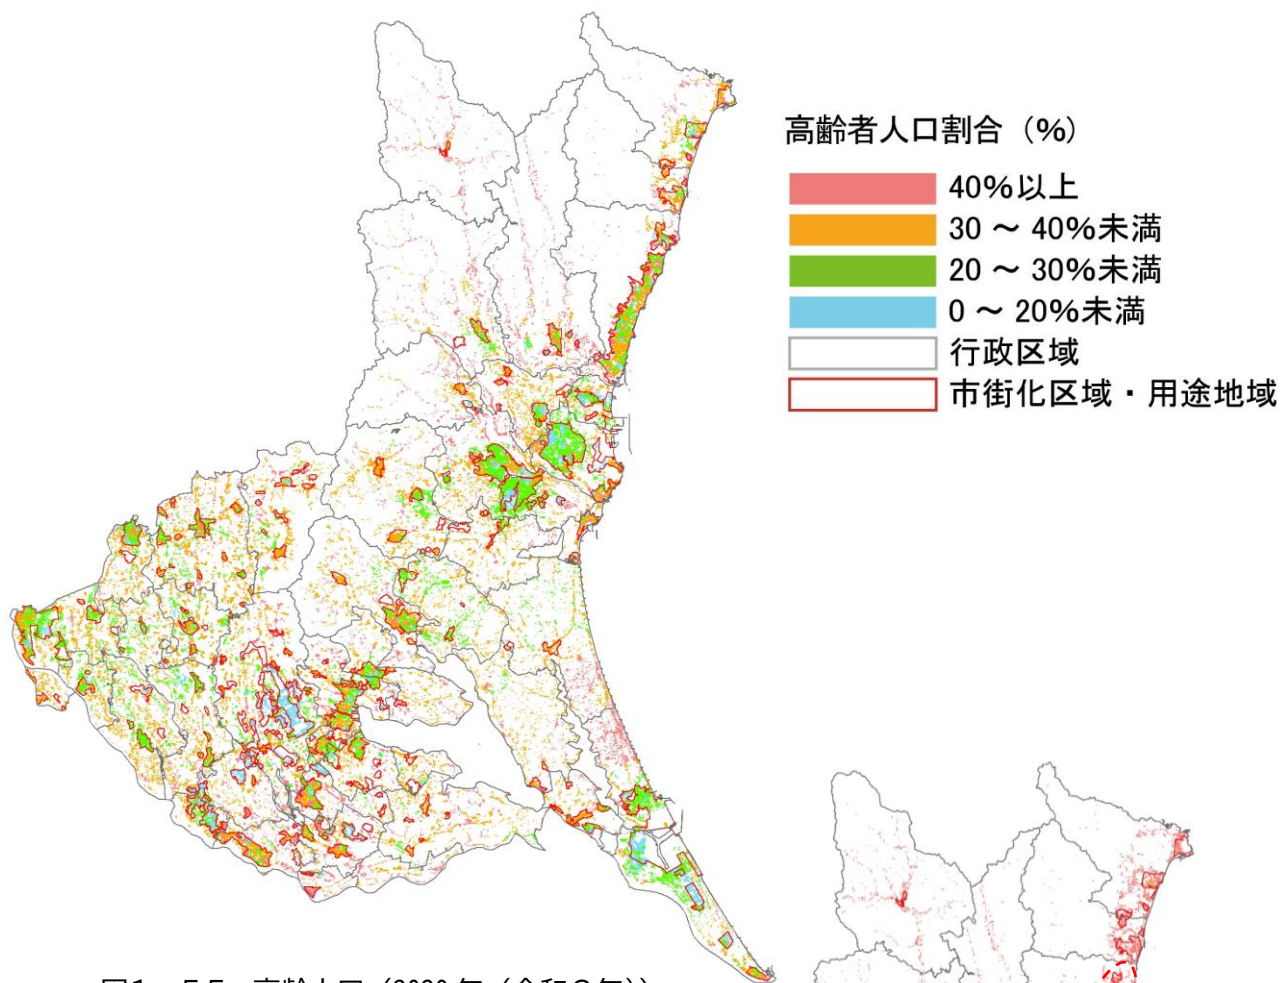 高齢者人口割合（％）
40％以上
30 ～ 40％未満
20 ～ 30％未満
0 ～ 20％未満
行政区域
市街化区域・用途地域